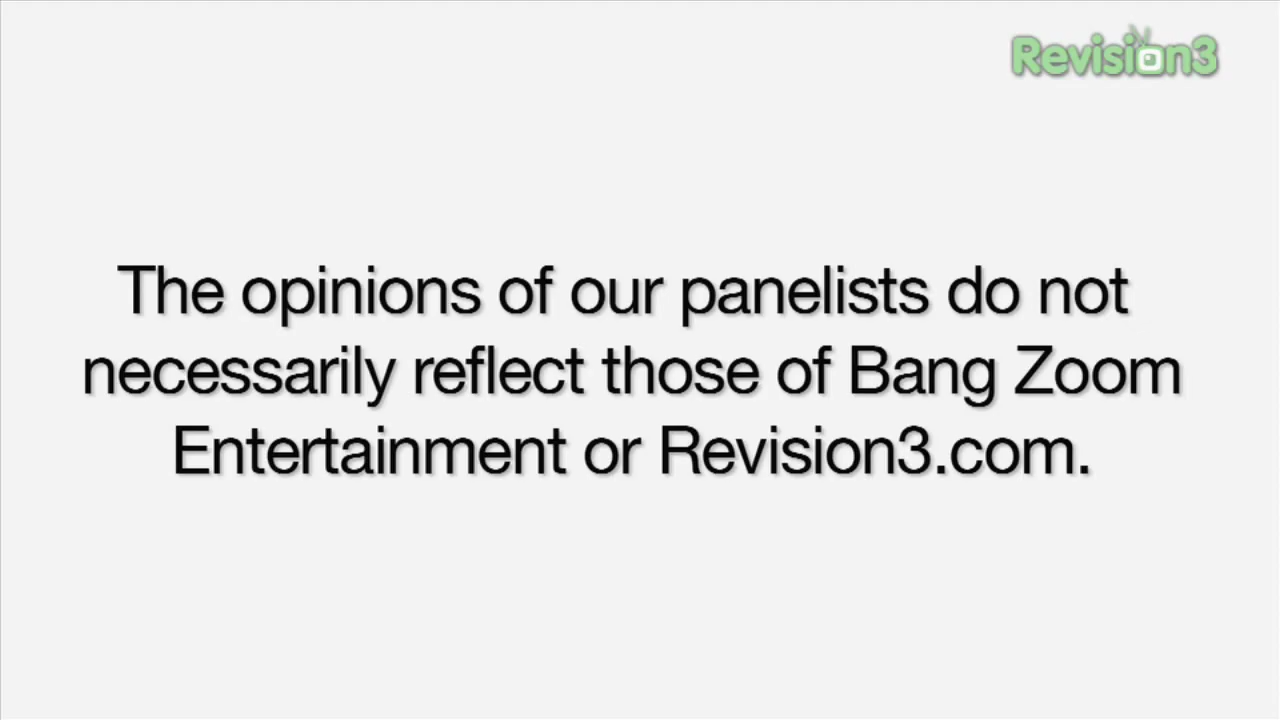 Revision3
The opinions of our panelists do not
necessarily reflect those of Bang Zoom
Entertainment or Revision3.com.